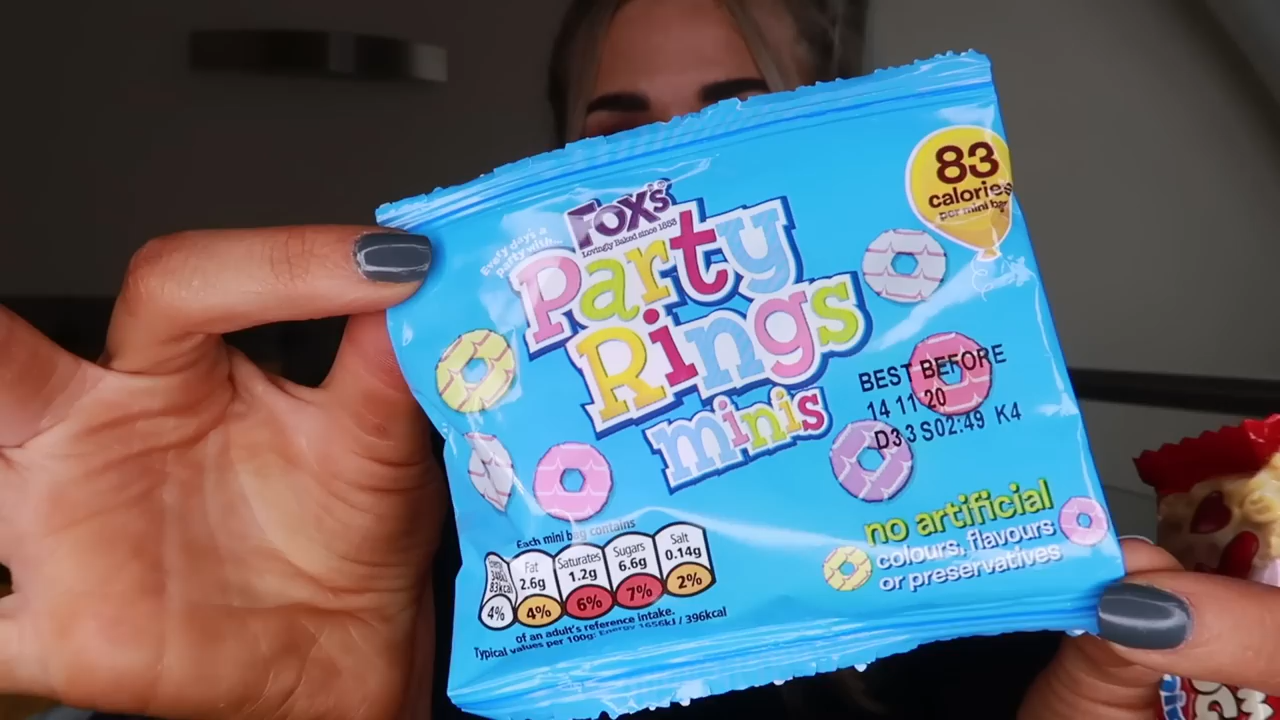 FOX'S
Lovingly Baked since 1853
Every day's a
party with...
Party
Rings
minis
83
calories
per mini bag
BEST BEFORE
14 11 20
D3 3 S02:49 K4
no artificial
colours, flavours
or preservatives
Each mini bag contains
83kcal
4%
Fat
2.6g
4%
Saturates
1.2g
6%
Sugars
6.6g
7%
Salt
0.14g
2%
of an adult's reference intake.
Typical values per 100g: Energy 1656kJ / 396kcal